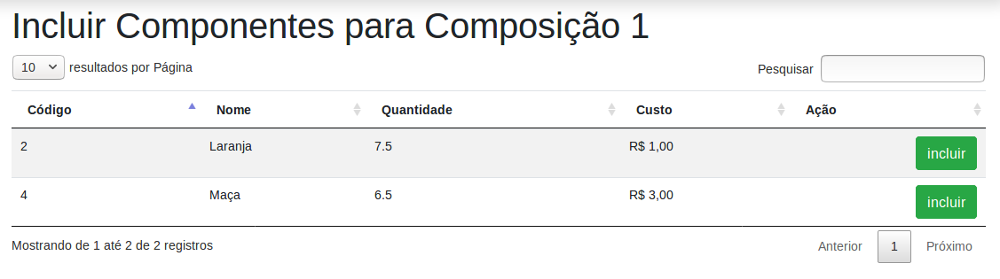 Incluir Componentes para Composição 1
10 resultados por Página Pesquisar
Código Nome Quantidade Custo Ação
2 Laranja 7.5 R$ 1,00 incluir
4 Maça 6.5 R$ 3,00 incluir
Mostrando de 1 até 2 de 2 registros Anterior 1 Próximo